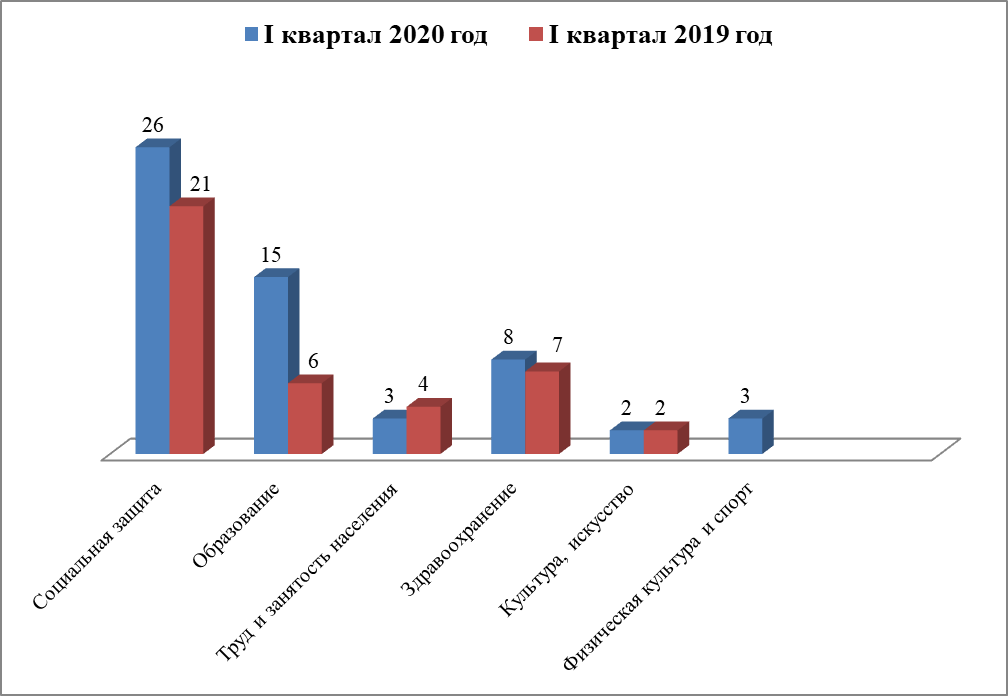 I квартал 2020 год I квартал 2019 год
26
21
15
6
3
4
8
7
2
2
3
Социальная защита
Образование
Труд и занятость населения
Здравоохранение
Культура, искусство
Физическая культура и спорт